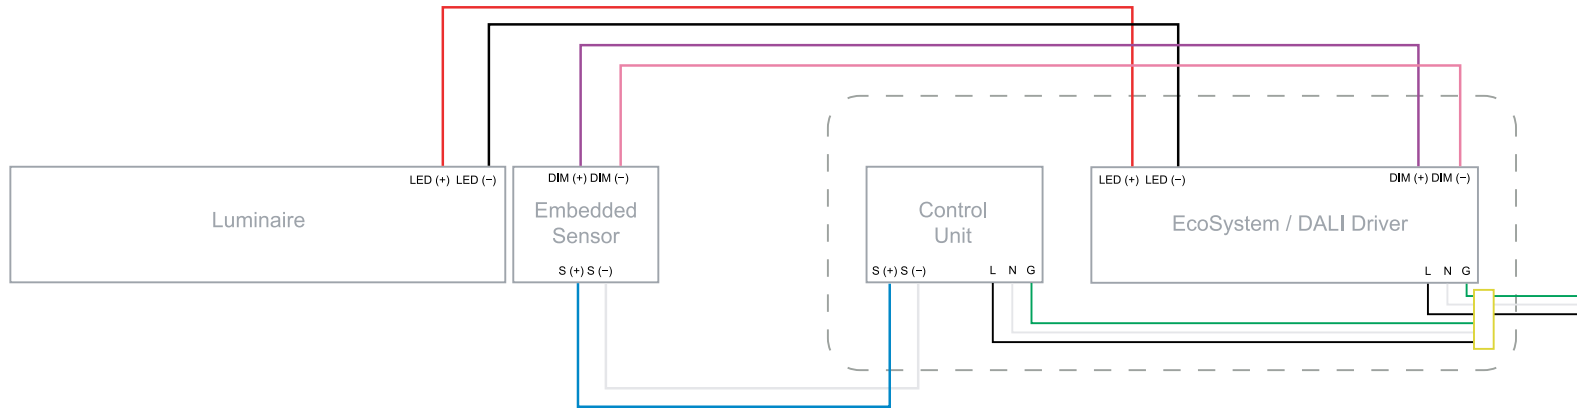 LED (+) LED (−)
Luminaire
DIM (+) DIM (−)
Embedded
Sensor
S (+) S (−)
Control
Unit
S (+) S (−)
L N G
LED (+) LED (−)
DIM (+) DIM (−)
EcoSystem / DALI Driver
L N G